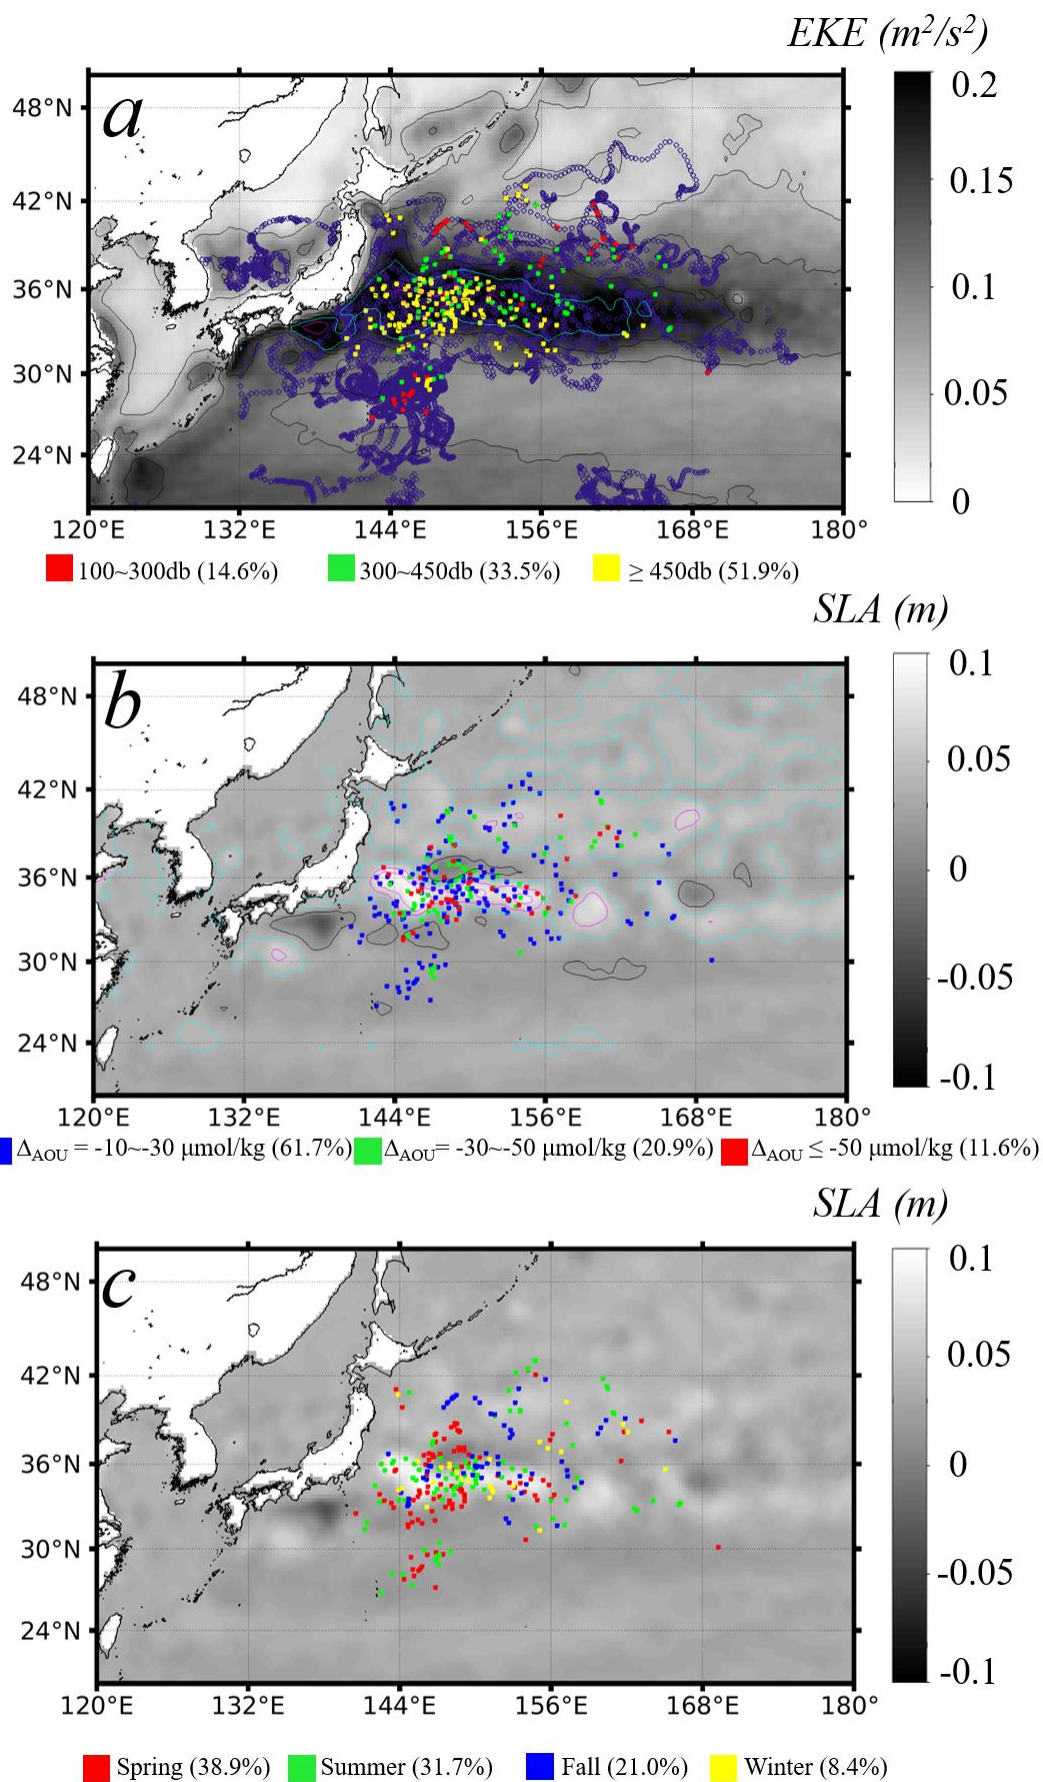 EKE (m²/s²)
a
48°N
42°N
36°N
30°N
24°N
120°E 132°E 144°E 156°E 168°E 180°
0.2
0.15
0.1
0.05
0
100~300db (14.6%) 300~450db (33.5%) ≥ 450db (51.9%)
SLA (m)
b
48°N
42°N
36°N
30°N
24°N
120°E 132°E 144°E 156°E 168°E 180°
0.1
0.05
0
-0.05
-0.1
Δ_AOU = -10~-30 μmol/kg (61.7%) Δ_AOU= -30~-50 μmol/kg (20.9%) Δ_AOU ≤ -50 μmol/kg (11.6%)
SLA (m)
c
48°N
42°N
36°N
30°N
24°N
120°E 132°E 144°E 156°E 168°E 180°
0.1
0.05
0
-0.05
-0.1
Spring (38.9%) Summer (31.7%) Fall (21.0%) Winter (8.4%)